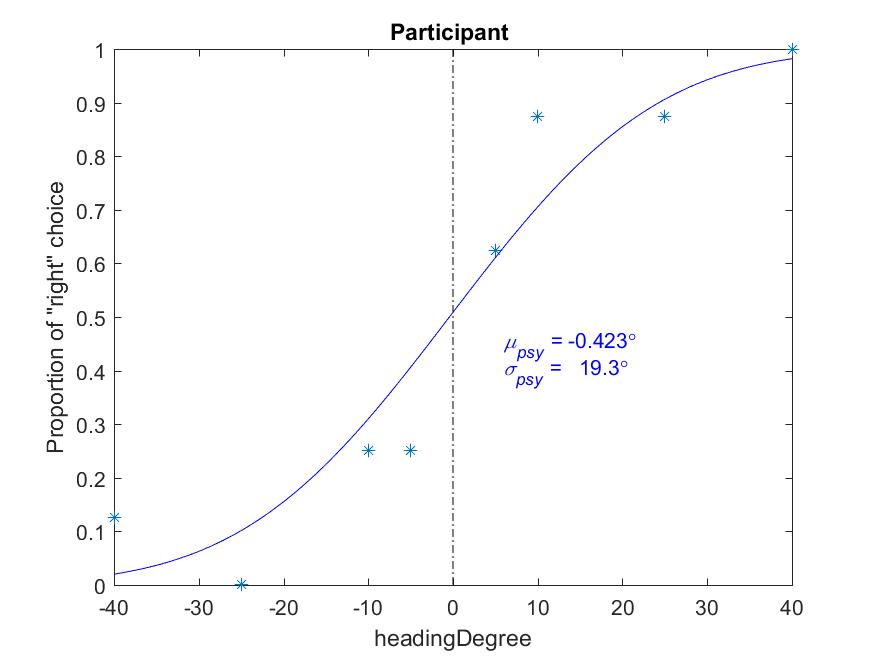 Participant
Proportion of "right" choice
1
0.9
0.8
0.7
0.6
0.5
0.4
0.3
0.2
0.1
0
μpsy = -0.423°
σpsy = 19.3°
-40 -30 -20 -10 0 10 20 30 40
headingDegree